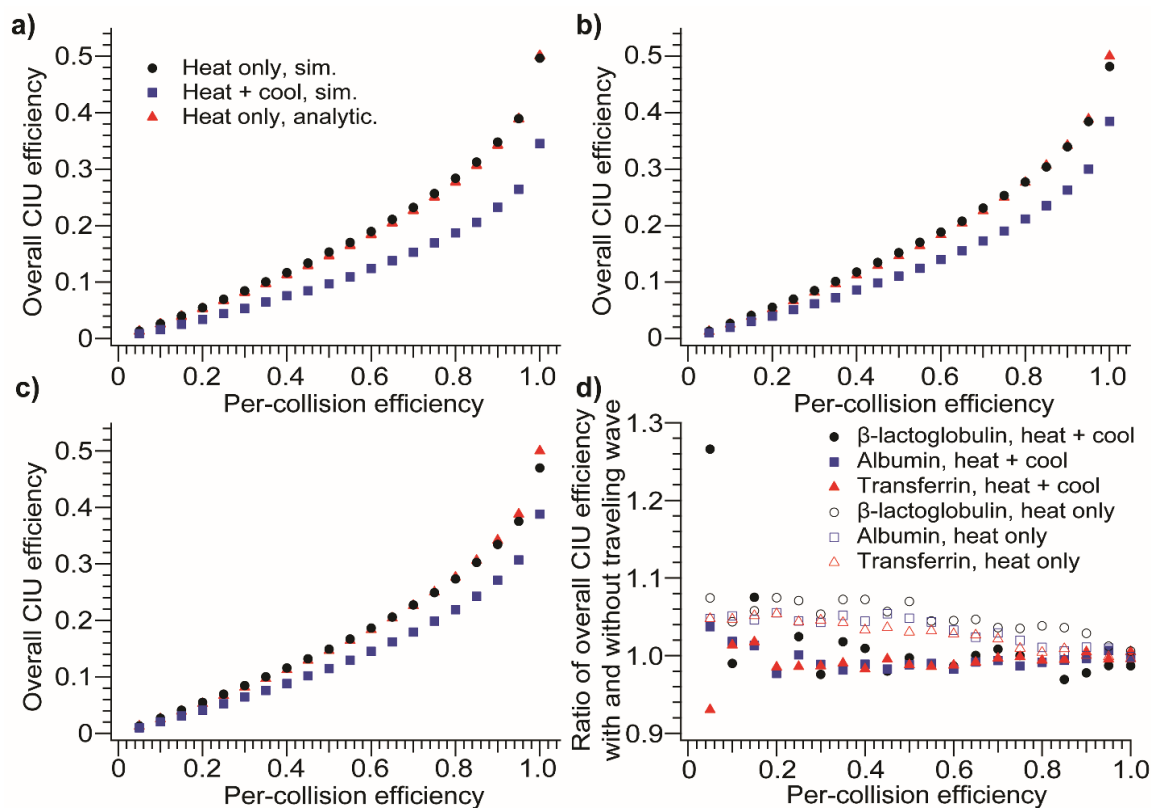 a)
Overall CIU efficiency
0.5
0.4
0.3
0.2
0.1
0
Heat only, sim.
Heat + cool, sim.
Heat only, analytic.
0 0.2 0.4 0.6 0.8 1.0
Per-collision efficiency
b)
Overall CIU efficiency
0.5
0.4
0.3
0.2
0.1
0
0 0.2 0.4 0.6 0.8 1.0
Per-collision efficiency
c)
Overall CIU efficiency
0.5
0.4
0.3
0.2
0.1
0
0 0.2 0.4 0.6 0.8 1.0
Per-collision efficiency
d)
Ratio of overall CIU efficiency
with and without traveling wave
1.3
1.2
1.1
1.0
0.9
β-lactoglobulin, heat + cool
Albumin, heat + cool
Transferrin, heat + cool
β-lactoglobulin, heat only
Albumin, heat only
Transferrin, heat only
0 0.2 0.4 0.6 0.8 1.0
Per-collision efficiency